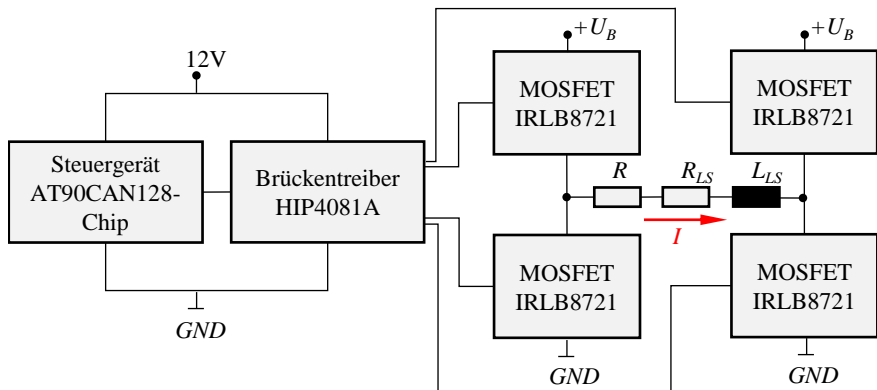 12V
+U_B
+U_B
MOSFET
IRLB8721
MOSFET
IRLB8721
Steuergerät
AT90CAN128-
Chip
Brückentreiber
HIP4081A
R
R_LS
L_LS
I
MOSFET
IRLB8721
MOSFET
IRLB8721
GND
GND
GND